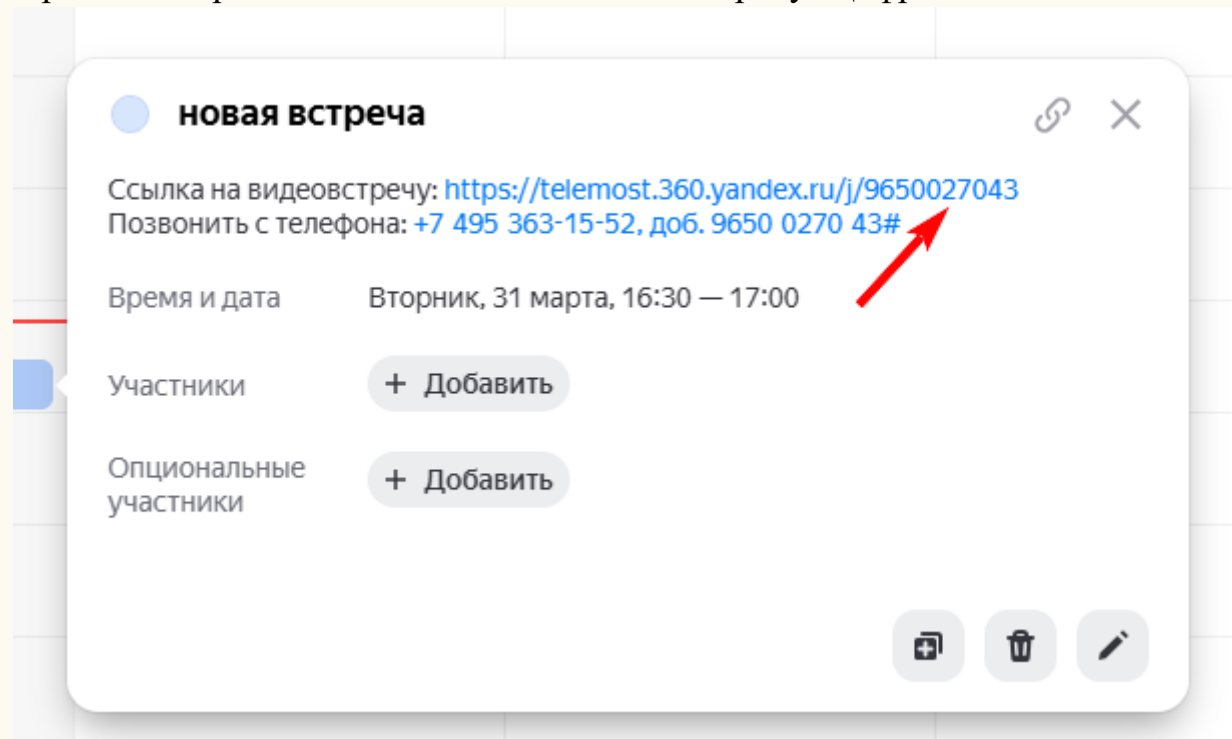 новая встреча
Ссылка на видеовстречу: https://telemost.360.yandex.ru/j/9650027043
Позвонить с телефона: +7 495 363-15-52, доб. 9650 0270 43#
Время и дата Вторник, 31 марта, 16:30 — 17:00
Участники + Добавить
Опциональные
участники + Добавить